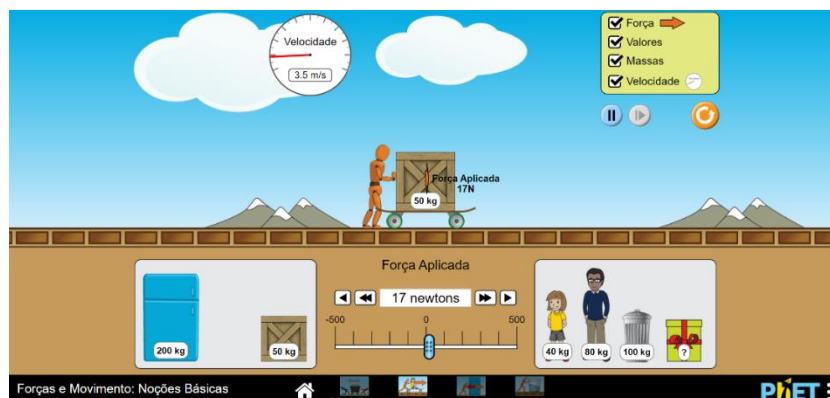 Velocidade
3.5 m/s
Força
Valores
Massas
Velocidade
Força Aplicada
17N
50 kg
Força Aplicada
17 newtons
-500
0
500
200 kg
50 kg
40 kg
80 kg
100 kg
?
Forças e Movimento: Noções Básicas
PhET